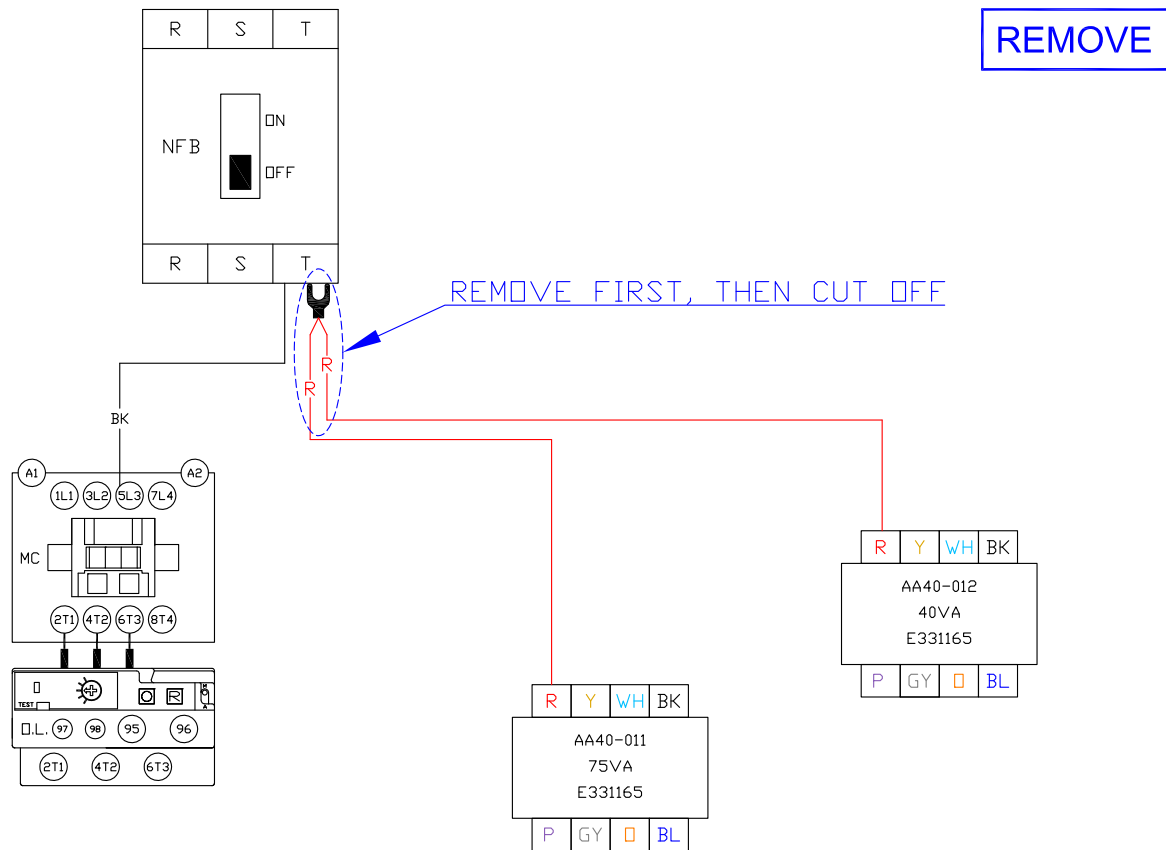 R S T
REMOVE
NFB
ON
OFF
R S T
REMOVE FIRST, THEN CUT OFF
R
R
BK
A1 A2
1L1 3L2 5L3 7L4
MC
2T1 4T2 6T3 8T4
R Y WH BK
AA40-012
40VA
E331165
P GY O BL
TEST
R
H
A
O.L. 97 98 95 96
2T1 4T2 6T3
R Y WH BK
AA40-011
75VA
E331165
P GY O BL